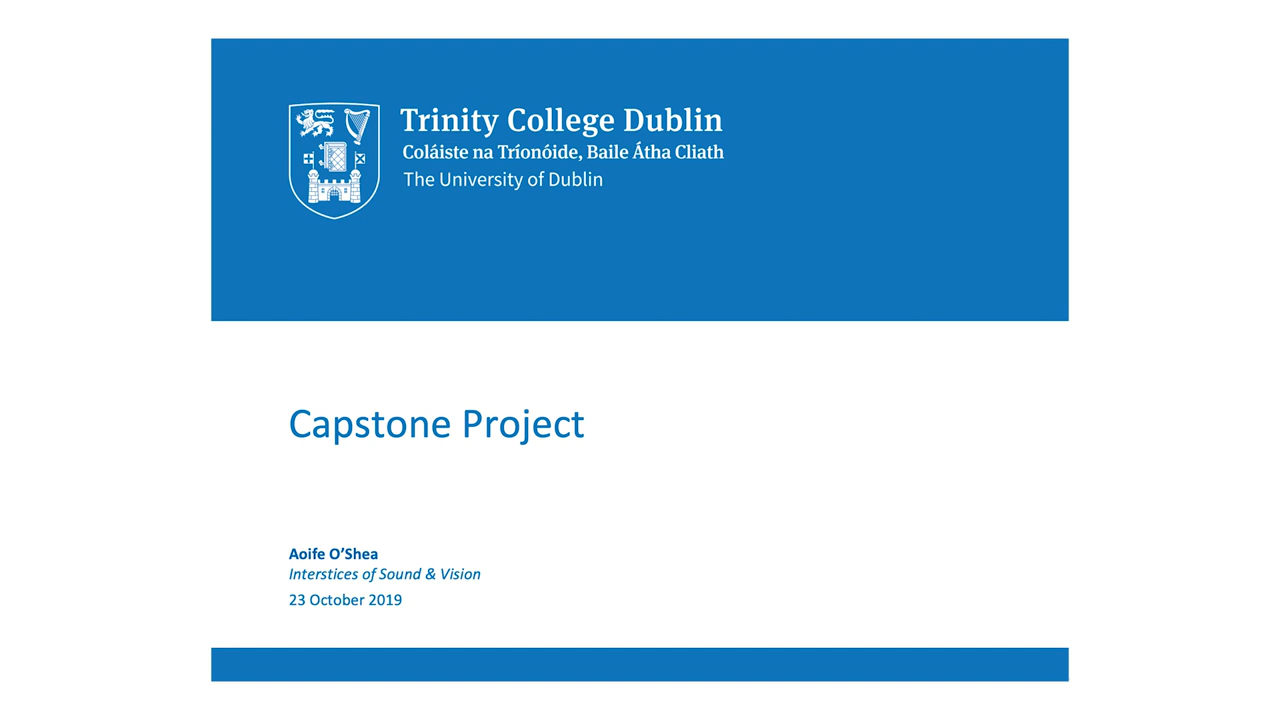 Trinity College Dublin
Coláiste na Tríonóide, Baile Átha Cliath
The University of Dublin
Capstone Project
Aoife O’Shea
Interstices of Sound & Vision
23 October 2019